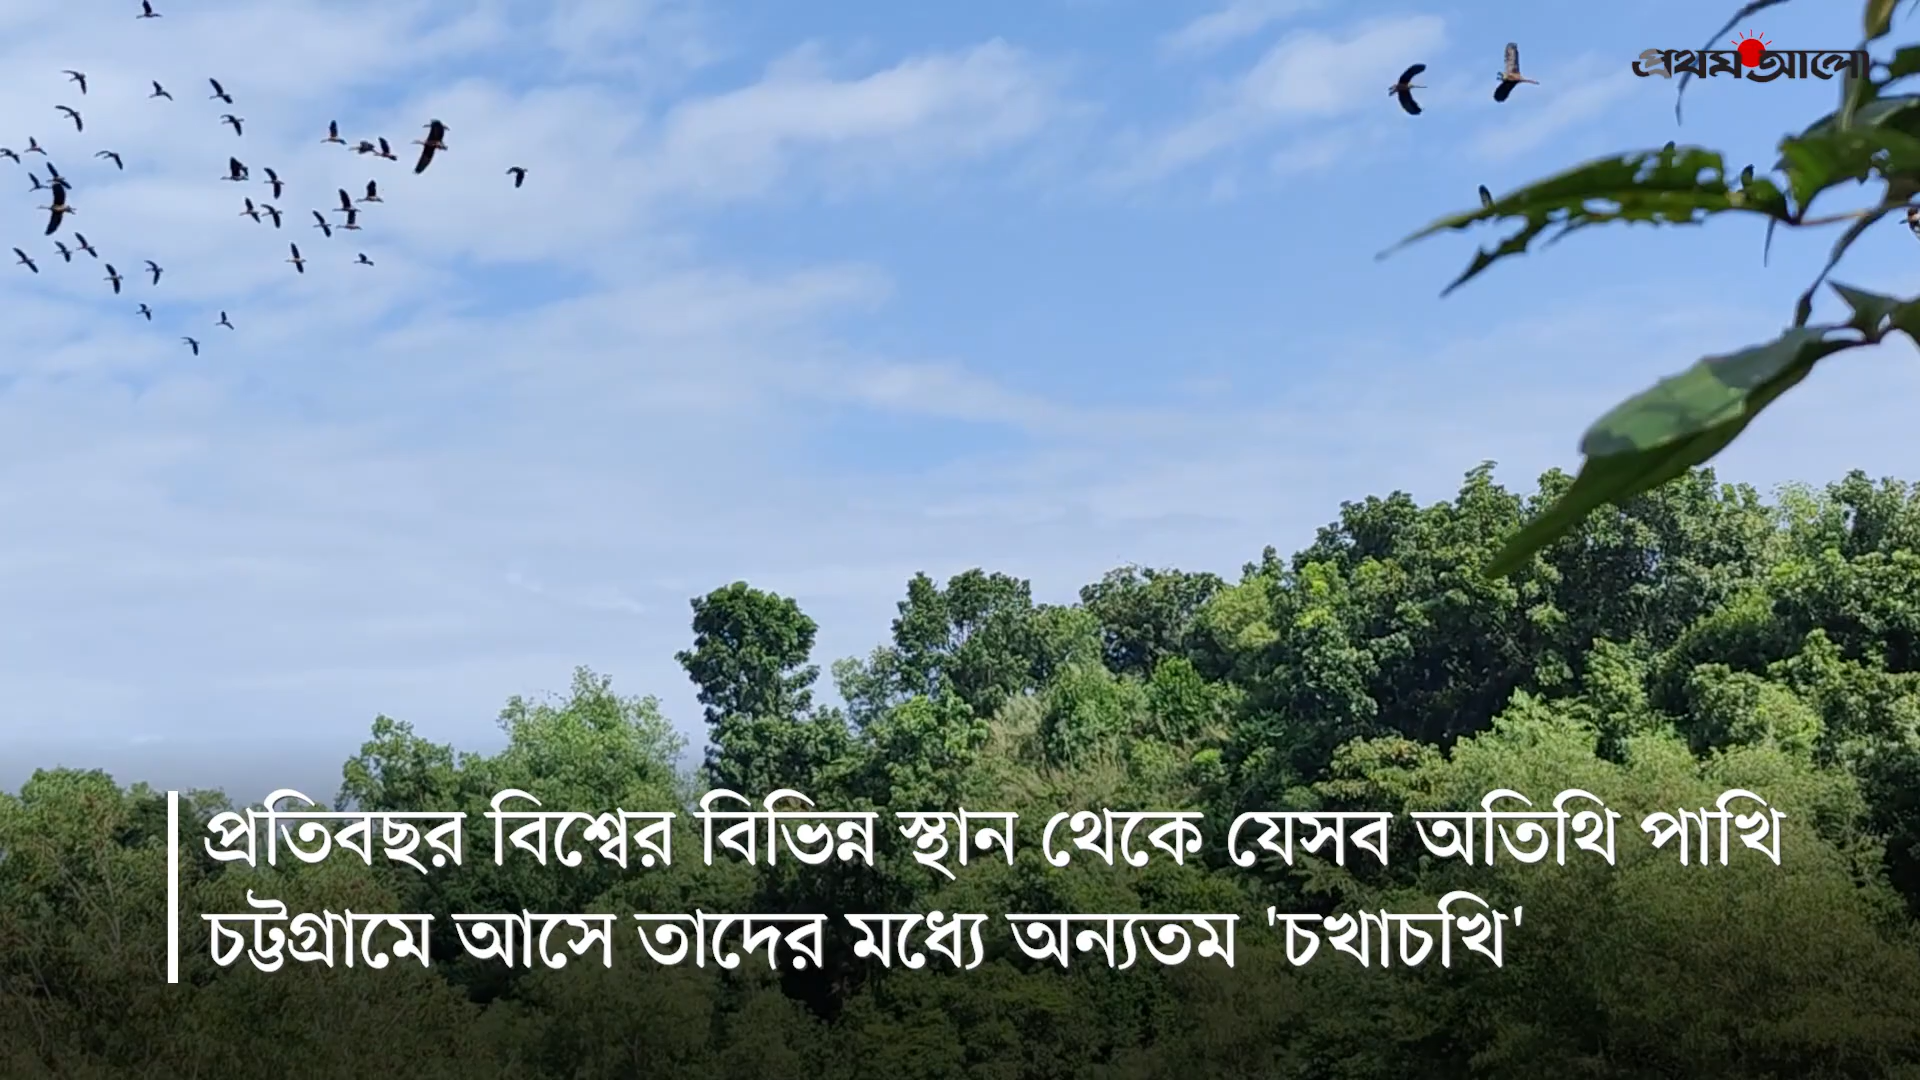 প্রথম আলো
প্রতিবছর বিশ্বের বিভিন্ন স্থান থেকে যেসব অতিথি পাখি
চট্টগ্রামে আসে তাদের মধ্যে অন্যতম 'চখাচখি'